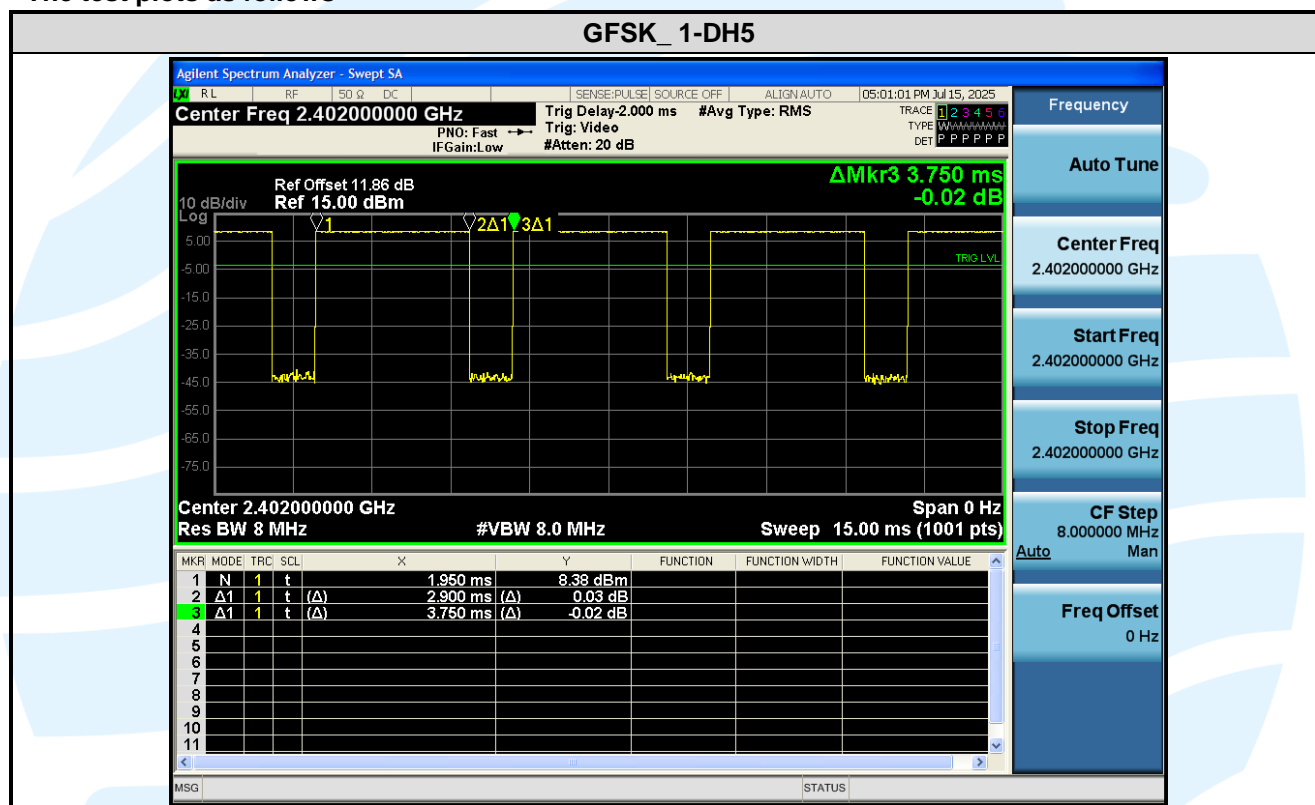 The test plots as follows
GFSK_ 1-DH5
Agilent Spectrum Analyzer - Swept SA
LXI RL RF 50 Ω DC SENSE:PULSE SOURCE OFF ALIGN AUTO 05:01:01 PM Jul 15, 2025
Center Freq 2.402000000 GHz
PNO: Fast
IFGain:Low
Trig Delay-2.000 ms #Avg Type: RMS
Trig: Video
#Atten: 20 dB
TRACE 1 2 3 4 5 6
TYPE WWWWWW
DET P P P P P P
ΔMkr3 3.750 ms
-0.02 dB
Ref Offset 11.86 dB
10 dB/div Ref 15.00 dBm
Log
1 2Δ1 3Δ1
5.00
-5.00
TRIG LVL
-15.0
-25.0
-35.0
-45.0
-55.0
-65.0
-75.0
Center 2.402000000 GHz Span 0 Hz
Res BW 8 MHz #VBW 8.0 MHz Sweep 15.00 ms (1001 pts)
MKR MODE TRC SCL X Y FUNCTION FUNCTION WIDTH FUNCTION VALUE
1 N 1 t 1.950 ms 8.38 dBm
2 Δ1 1 t (Δ) 2.900 ms (Δ) 0.03 dB
3 Δ1 1 t (Δ) 3.750 ms (Δ) -0.02 dB
4
5
6
7
8
9
10
11
MSG STATUS
Frequency
Auto Tune
Center Freq
2.402000000 GHz
Start Freq
2.402000000 GHz
Stop Freq
2.402000000 GHz
CF Step
8.000000 MHz
Auto Man
Freq Offset
0 Hz